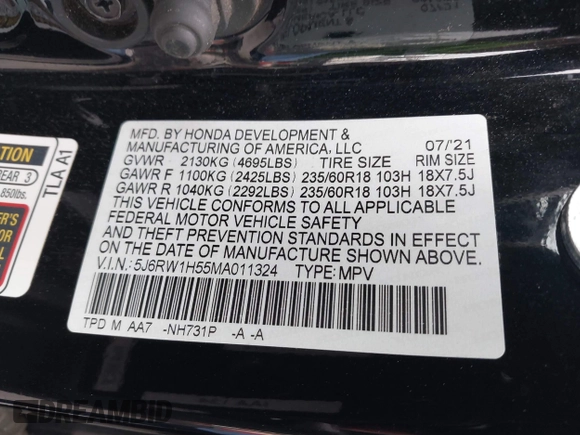 MFD. BY HONDA DEVELOPMENT &
MANUFACTURING OF AMERICA, LLC 07/'21
GVWR 2130KG (4695LBS) TIRE SIZE RIM SIZE
GAWR F 1100KG (2425LBS) 235/60R18 103H 18X7.5J
GAWR R 1040KG (2292LBS) 235/60R18 103H 18X7.5J
THIS VEHICLE CONFORMS TO ALL APPLICABLE
FEDERAL MOTOR VEHICLE SAFETY
AND THEFT PREVENTION STANDARDS IN EFFECT
ON THE DATE OF MANUFACTURE SHOWN ABOVE.
V.I.N.: 5J6RW1H55MA011324 TYPE: MPV
TPD M AA7 -NH731P -A -A
TLA A1
REAR 3
850lbs.
DREAMBID